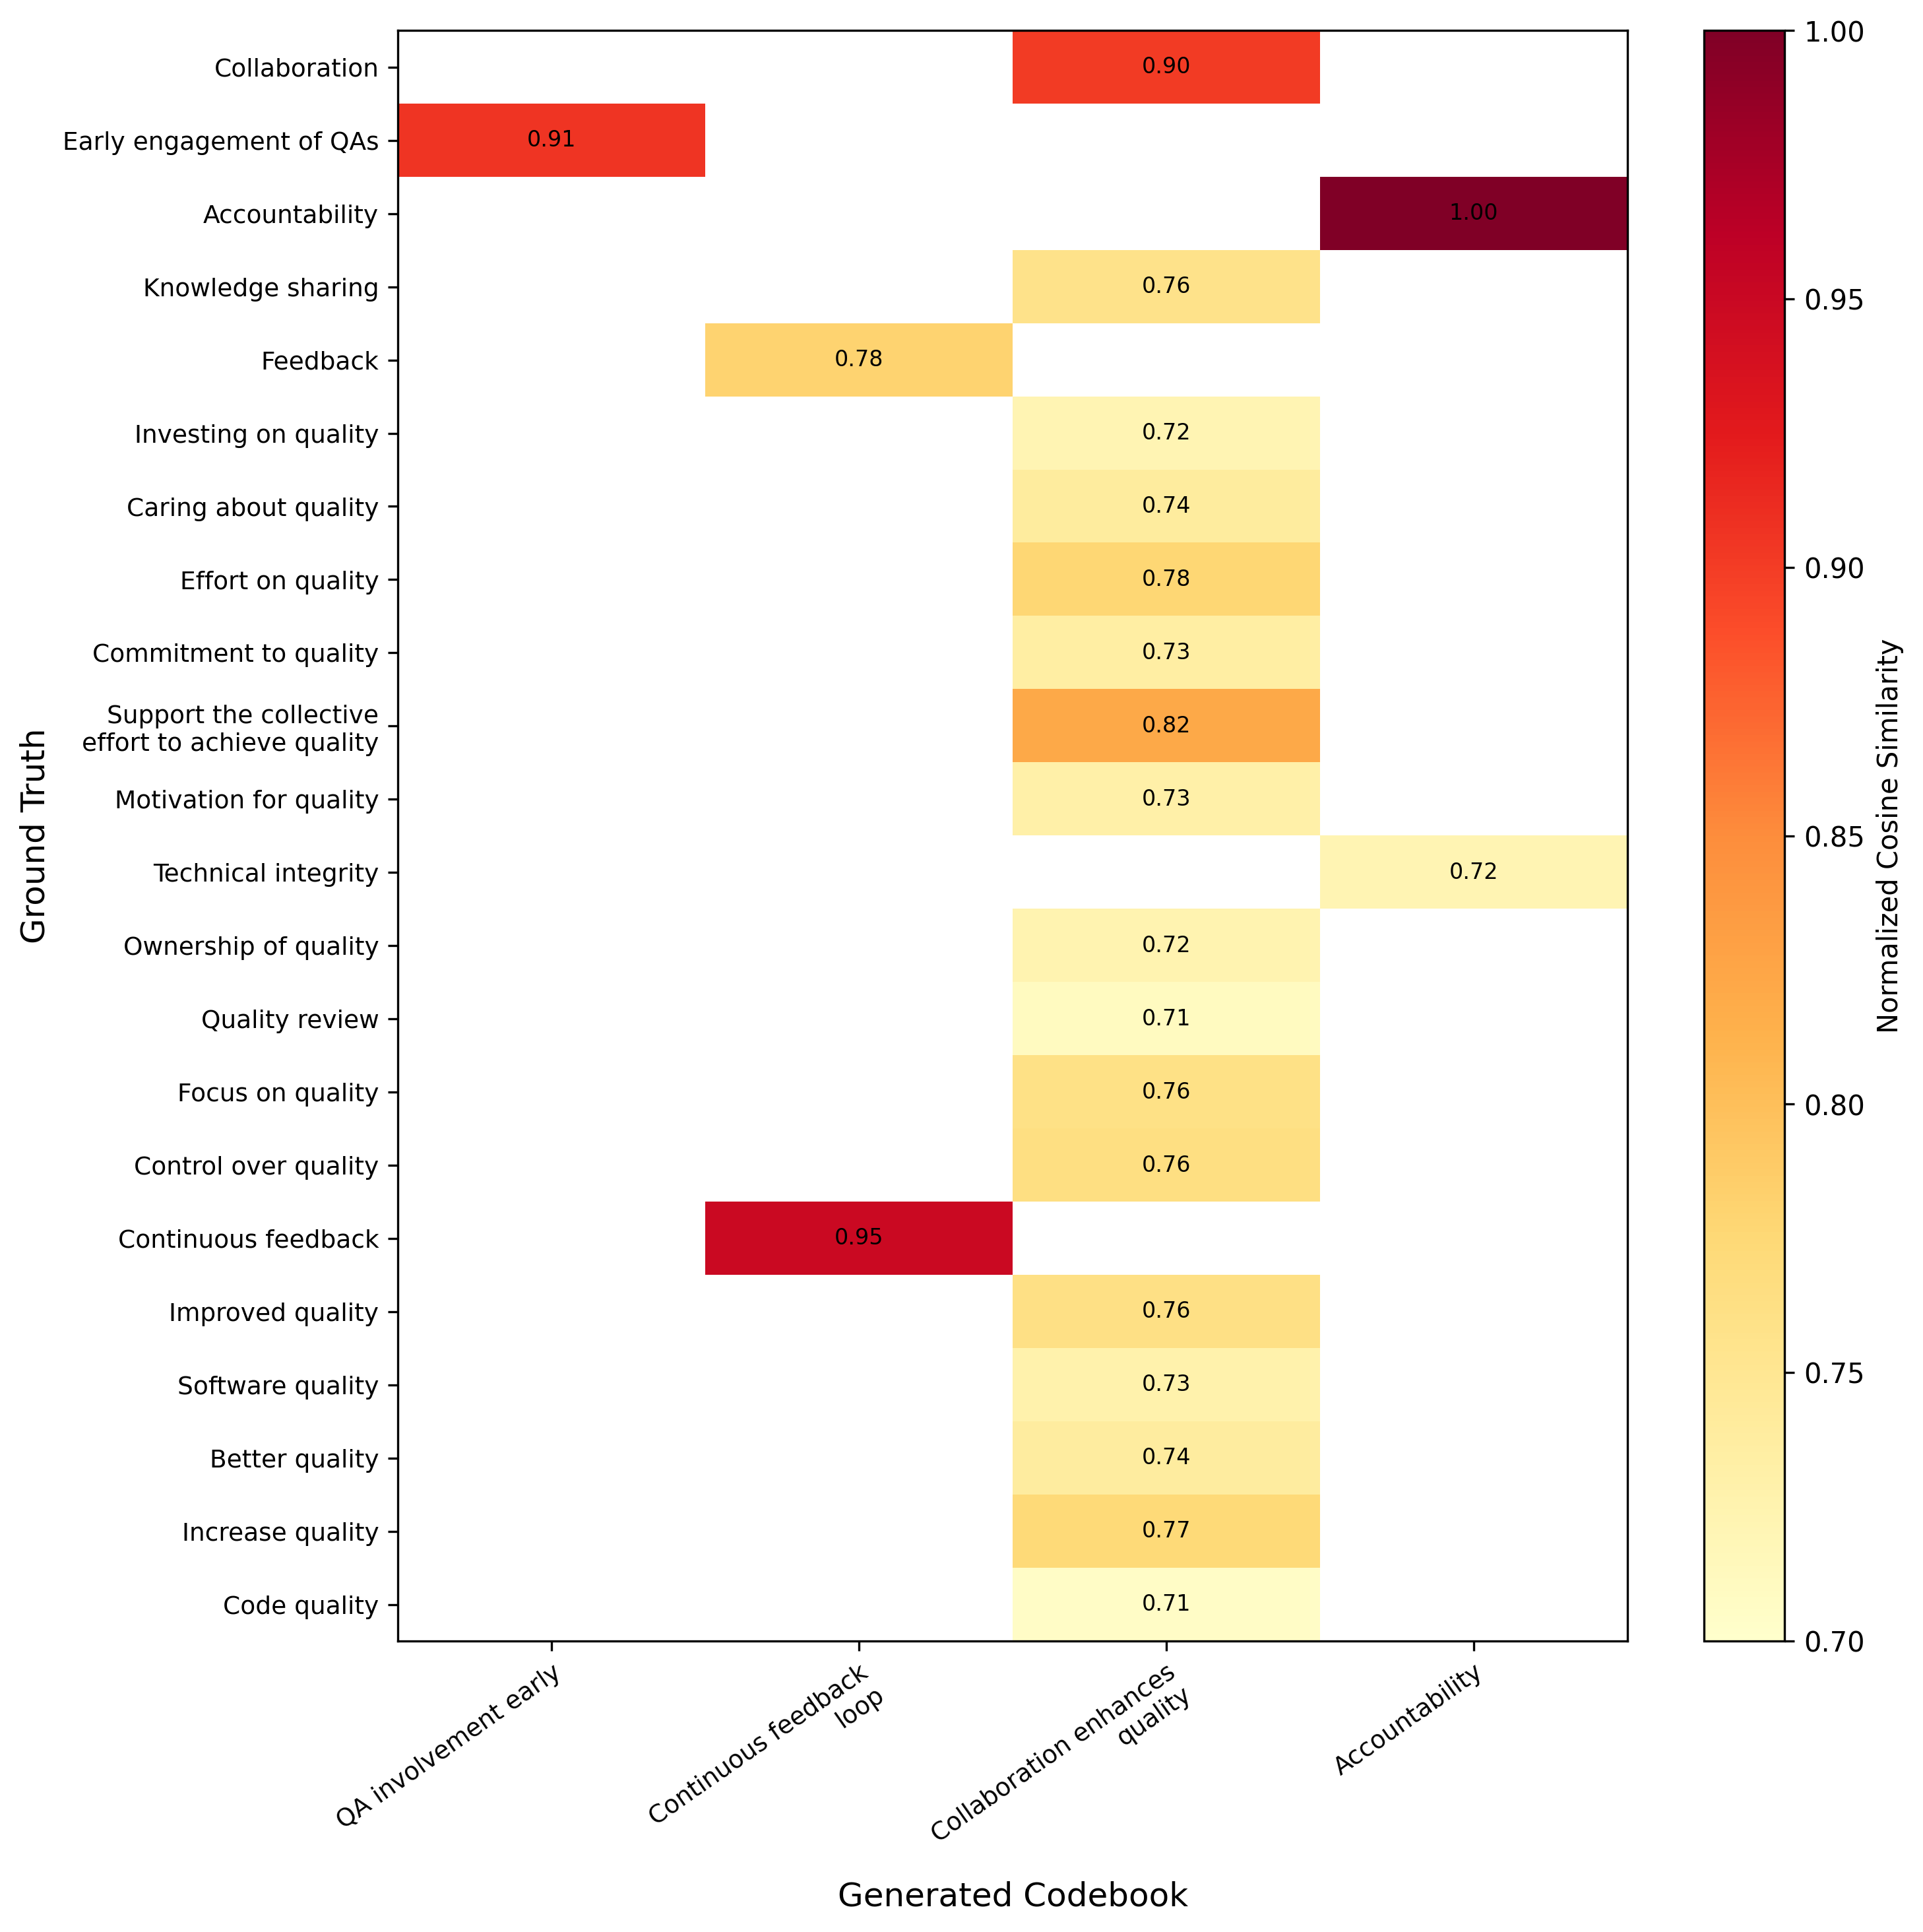 Collaboration
0.90
Early engagement of QAs
0.91
Accountability
1.00
Knowledge sharing
0.76
Feedback
0.78
Investing on quality
0.72
Caring about quality
0.74
Effort on quality
0.78
Commitment to quality
0.73
Support the collective
effort to achieve quality
0.82
Motivation for quality
0.73
Technical integrity
0.72
Ownership of quality
0.72
Quality review
0.71
Focus on quality
0.76
Control over quality
0.76
Continuous feedback
0.95
Improved quality
0.76
Software quality
0.73
Better quality
0.74
Increase quality
0.77
Code quality
0.71
Ground Truth
QA involvement early
Continuous feedback
loop
Collaboration enhances
quality
Accountability
Generated Codebook
1.00
0.95
0.90
0.85
0.80
0.75
0.70
Normalized Cosine Similarity